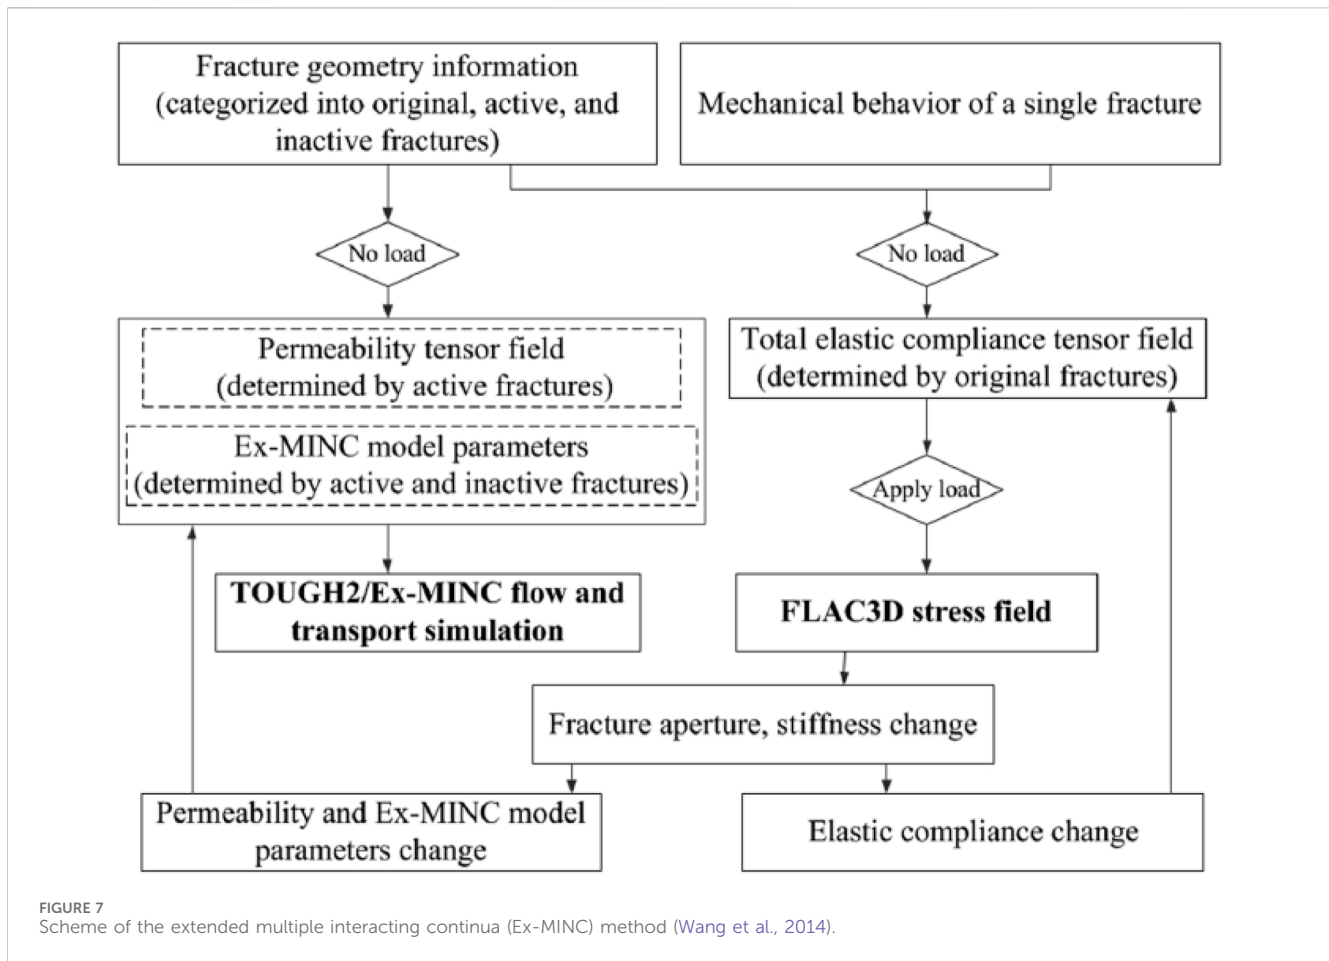 Fracture geometry information
(categorized into original, active, and
inactive fractures)
Mechanical behavior of a single fracture
No load
No load
Permeability tensor field
(determined by active fractures)
Ex-MINC model parameters
(determined by active and inactive fractures)
Total elastic compliance tensor field
(determined by original fractures)
Apply load
TOUGH2/Ex-MINC flow and
transport simulation
FLAC3D stress field
Fracture aperture, stiffness change
Permeability and Ex-MINC model
parameters change
Elastic compliance change
FIGURE 7
Scheme of the extended multiple interacting continua (Ex-MINC) method (Wang et al., 2014).